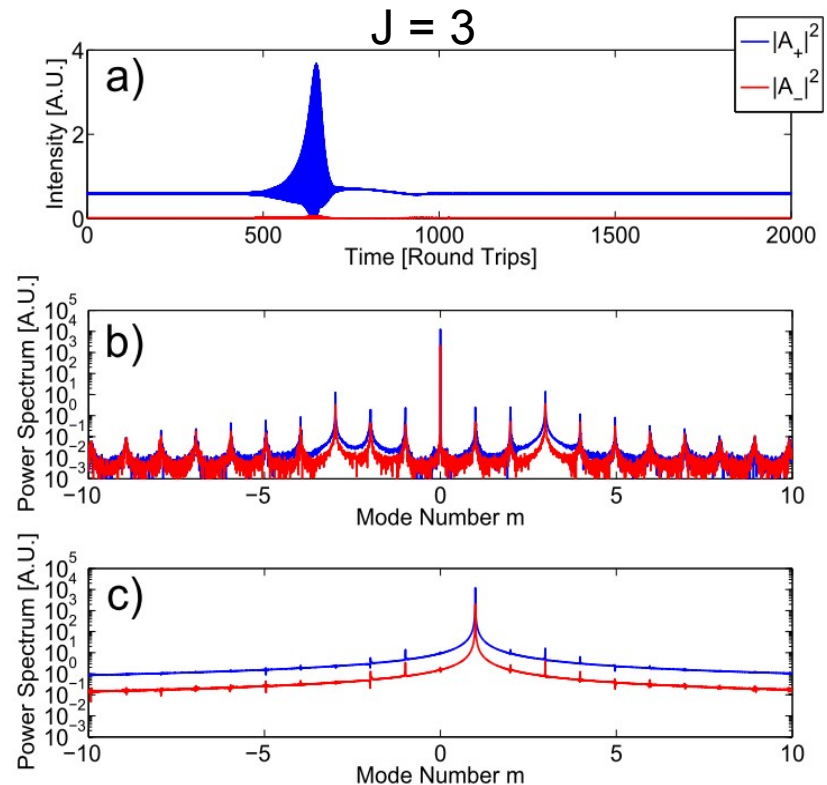 J = 3
|A₊|²
|A₋|²
a)
Intensity [A.U.]
4
2
0
0 500 1000 1500 2000
Time [Round Trips]
b)
Power Spectrum [A.U.]
10⁵
10⁴
10³
10²
10¹
10⁰
10⁻¹
10⁻²
10⁻³
−10 −5 0 5 10
Mode Number m
c)
Power Spectrum [A.U.]
10⁵
10⁴
10³
10²
10¹
10⁰
10⁻¹
10⁻²
10⁻³
−10 −5 0 5 10
Mode Number m